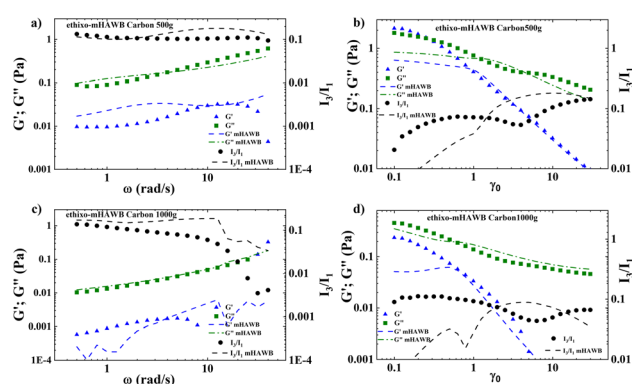 a)
ethixo-mHAWB Carbon 500g
G'; G'' (Pa)
1
0.1
0.01
0.001
G'
G''
G' mHAWB
G'' mHAWB
I₃/I₁
I₃/I₁ mHAWB
0.1
0.01
0.001
1E-4
I₃/I₁
1
10
ω (rad/s)
b)
ethixo-mHAWB Carbon500g
G'; G'' (Pa)
1
0.1
0.01
G'
G''
G' mHAWB
G'' mHAWB
I₃/I₁
I₃/I₁ mHAWB
0.1
0.01
I₃/I₁
0.1
1
10
γ₀
c)
ethixo-mHAWB Carbon 1000g
G'; G'' (Pa)
1
0.1
0.01
0.001
1E-4
G'
G''
G' mHAWB
G'' mHAWB
I₃/I₁
I₃/I₁ mHAWB
0.1
0.01
0.001
I₃/I₁
1
10
ω (rad/s)
d)
ethixo-mHAWB Carbon1000g
G'; G'' (Pa)
0.1
0.01
0.001
G'
G''
G' mHAWB
G'' mHAWB
I₃/I₁
I₃/I₁ mHAWB
1
0.1
0.01
I₃/I₁
0.1
1
10
γ₀